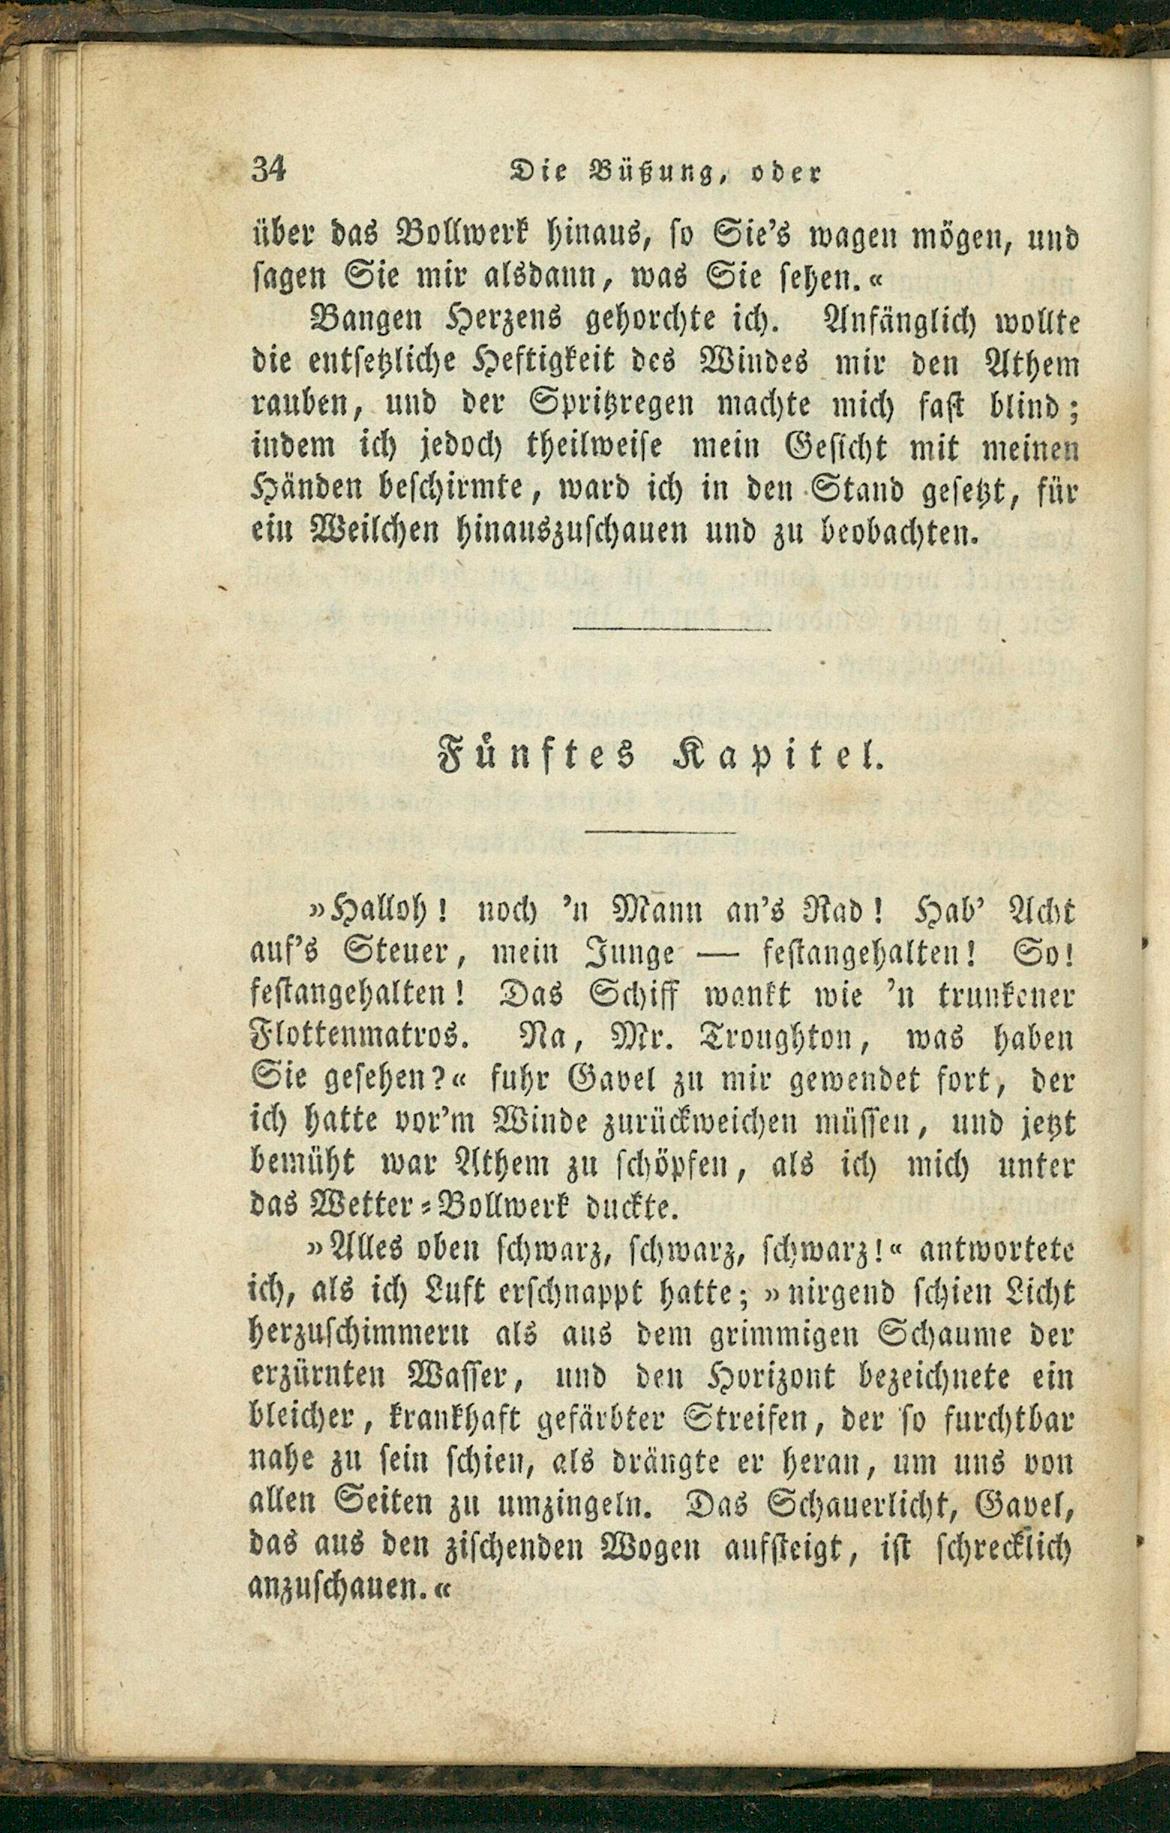 34 Die Büßung, oder
über das Bollwerk hinaus, so Sie's wagen mögen, und
sagen Sie mir alsdann, was Sie sehen.«
Bangen Herzens gehorchte ich. Anfänglich wollte
die entsetzliche Heftigkeit des Windes mir den Athem
rauben, und der Spritzregen machte mich fast blind;
indem ich jedoch theilweise mein Gesicht mit meinen
Händen beschirmte, ward ich in den Stand gesetzt, für
ein Weilchen hinauszuschauen und zu beobachten.
Fünftes Kapitel.
»Halloh! noch 'n Mann an's Rad! Hab' Acht
auf's Steuer, mein Junge — festangehalten! So!
festangehalten! Das Schiff wankt wie 'n trunkener
Flottenmatros. Na, Mr. Troughton, was haben
Sie gesehen?« fuhr Gavel zu mir gewendet fort, der
ich hatte vor'm Winde zurückweichen müssen, und jetzt
bemüht war Athem zu schöpfen, als ich mich unter
das Wetter-Bollwerk duckte.
»Alles oben schwarz, schwarz, schwarz!« antwortete
ich, als ich Luft erschnappt hatte; »nirgend schien Licht
herzuschimmern als aus dem grimmigen Schaume der
erzürnten Wasser, und den Horizont bezeichnete ein
bleicher, krankhaft gefärbter Streifen, der so furchtbar
nahe zu sein schien, als drängte er heran, um uns von
allen Seiten zu umzingeln. Das Schauerlicht, Gavel,
das aus den zischenden Wogen aufsteigt, ist schrecklich
anzuschauen.«